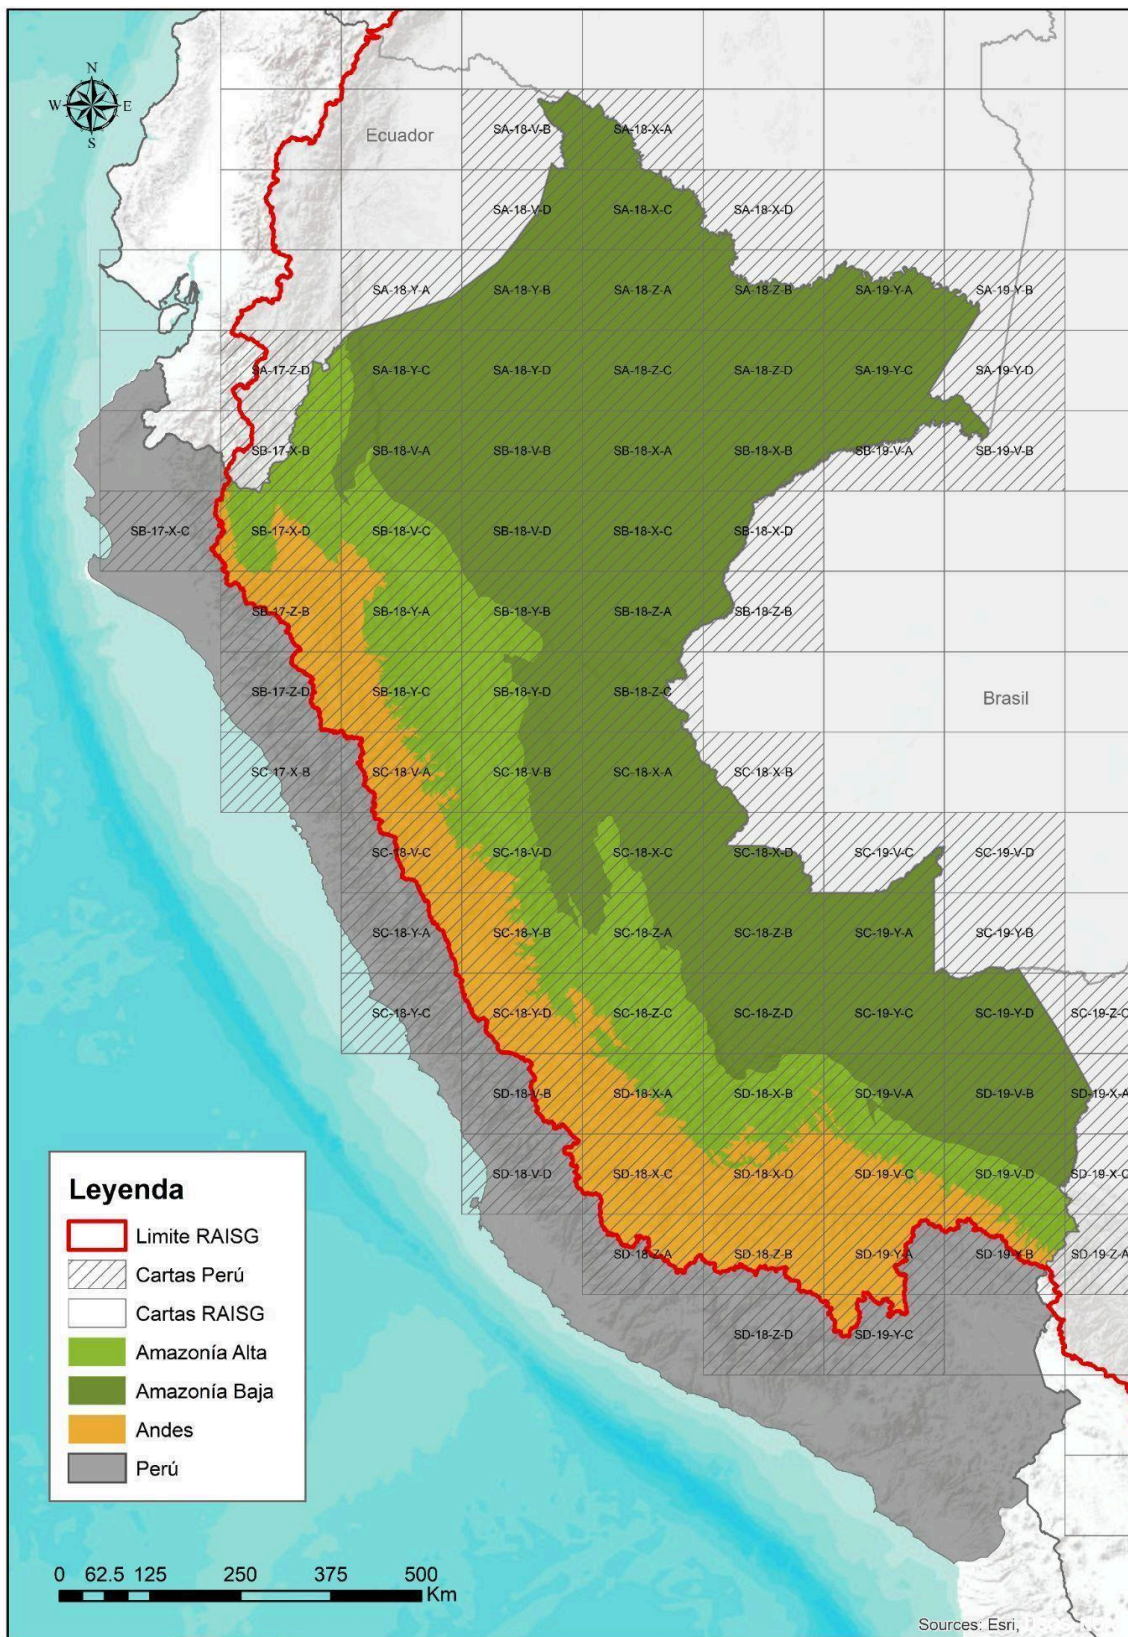 N
W E
S
Ecuador
SA-18-V-B SA-18-X-A
SA-18-V-D SA-18-X-C SA-18-X-D
SA-18-Y-A SA-18-Y-B SA-18-Z-A SA-18-Z-B SA-19-Y-A SA-19-Y-B
SA-17-Z-D SA-18-Y-C SA-18-Y-D SA-18-Z-C SA-18-Z-D SA-19-Y-C SA-19-Y-D
SB-17-X-B SB-18-V-A SB-18-V-B SB-18-X-A SB-18-X-B SB-19-V-A SB-19-V-B
SB-17-X-C SB-17-X-D SB-18-V-C SB-18-V-D SB-18-X-C SB-18-X-D
SB-17-Z-B SB-18-Y-A SB-18-Y-B SB-18-Z-A SB-18-Z-B
SB-17-Z-D SB-18-Y-C SB-18-Y-D SB-18-Z-C
Brasil
SC-17-X-B SC-18-V-A SC-18-V-B SC-18-X-A SC-18-X-B
SC-18-V-C SC-18-V-D SC-18-X-C SC-18-X-D SC-19-V-C SC-19-V-D
SC-18-Y-A SC-18-Y-B SC-18-Z-A SC-18-Z-B SC-19-Y-A SC-19-Y-B
SC-18-Y-C SC-18-Y-D SC-18-Z-C SC-18-Z-D SC-19-Y-C SC-19-Y-D SC-19-Z-C
SD-18-V-B SD-18-X-A SD-18-X-B SD-19-V-A SD-19-V-B SD-19-X-A
SD-18-V-D SD-18-X-C SD-18-X-D SD-19-V-C SD-19-V-D SD-19-X-C
SD-18-Z-A SD-18-Z-B SD-19-Y-A SD-19-Y-B SD-19-Z-A
SD-18-Z-D SD-19-Y-C
Leyenda
Limite RAISG
Cartas Perú
Cartas RAISG
Amazonía Alta
Amazonía Baja
Andes
Perú
0 62.5 125 250 375 500
Km
Sources: Esri,